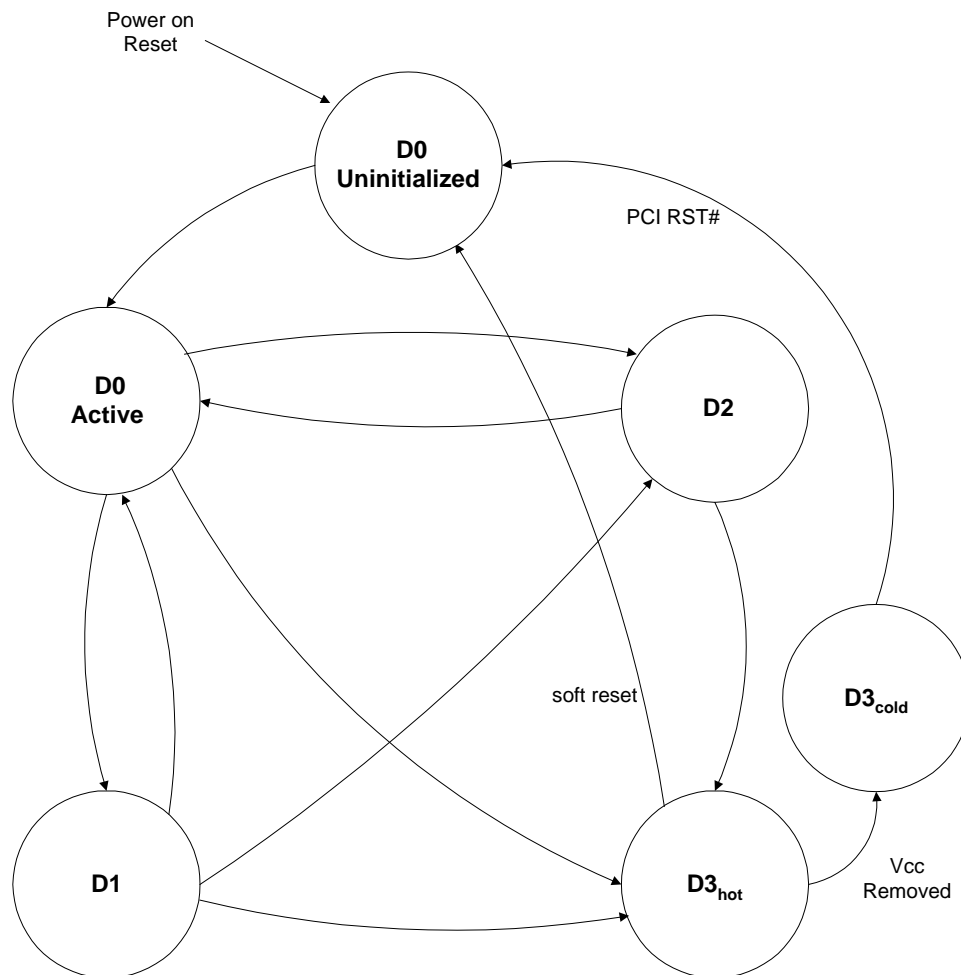 Power on
Reset
D0
Uninitialized
PCI RST#
D0
Active
D2
soft reset
D3cold
D1
D3hot
Vcc
Removed